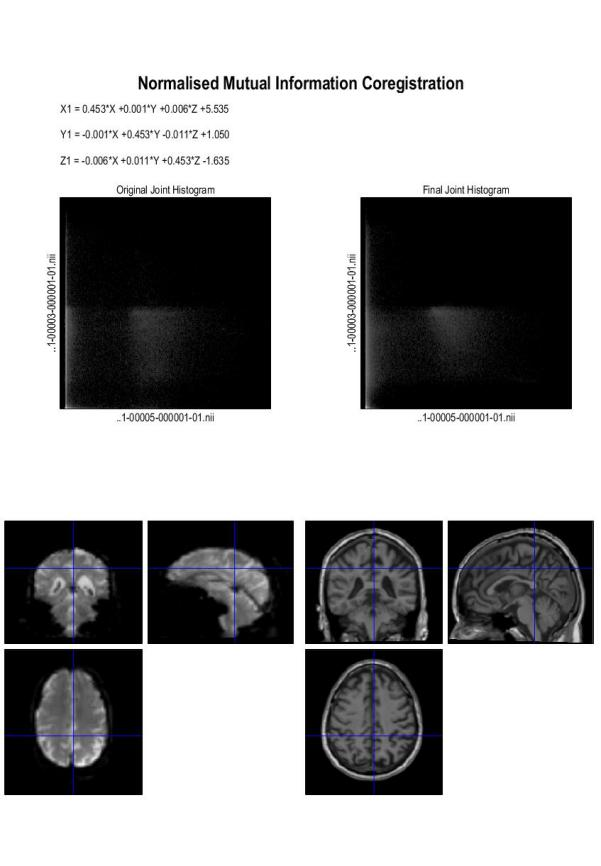 Normalised Mutual Information Coregistration
X1 = 0.453*X +0.001*Y +0.006*Z +5.535
Y1 = -0.001*X +0.453*Y -0.011*Z +1.050
Z1 = -0.006*X +0.011*Y +0.453*Z -1.635
Original Joint Histogram
Final Joint Histogram
..1-00003-000001-01.nii
..1-00003-000001-01.nii
..1-00005-000001-01.nii
..1-00005-000001-01.nii